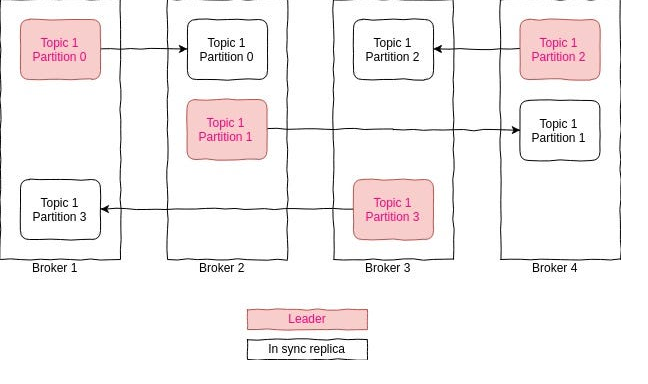 Topic 1
Partition 0
Topic 1
Partition 0
Topic 1
Partition 2
Topic 1
Partition 2
Topic 1
Partition 1
Topic 1
Partition 1
Topic 1
Partition 3
Topic 1
Partition 3
Broker 1
Broker 2
Broker 3
Broker 4
Leader
In sync replica